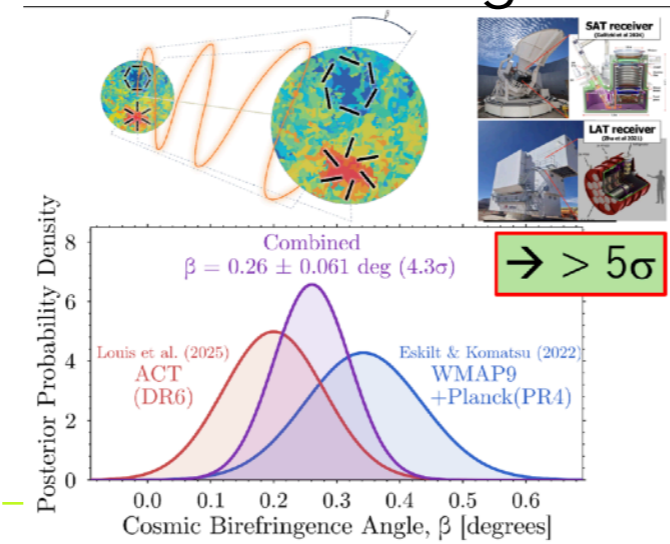 β
SAT receiver
LAT receiver
Combined
β = 0.26 ± 0.061 deg (4.3σ)
→ > 5σ
Louis et al. (2025)
ACT
(DR6)
Eskilt & Komatsu (2022)
WMAP9
+Planck(PR4)
Posterior Probability Density
8
6
4
2
0
0.0 0.1 0.2 0.3 0.4 0.5 0.6
Cosmic Birefringence Angle, β [degrees]